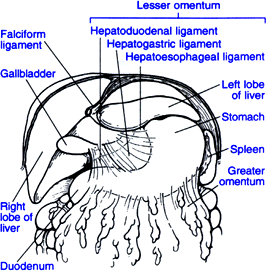 Lesser omentum
Falciform
ligament
Hepatoduodenal ligament
Hepatogastric ligament
Hepatoesophageal ligament
Gallbladder
Left lobe
of liver
Stomach
Spleen
Greater
omentum
Right
lobe of
liver
Duodenum